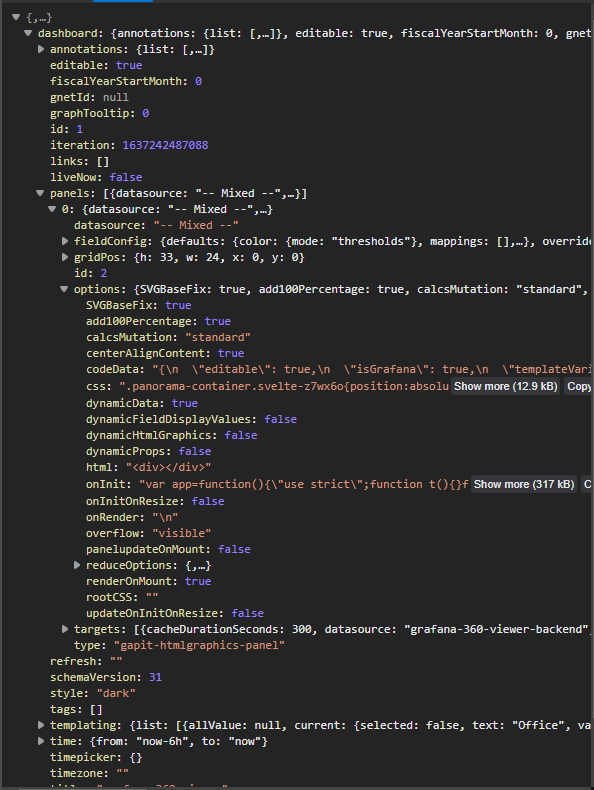 {,…}
dashboard: {annotations: {list: [,…]}, editable: true, fiscalYearStartMonth: 0, gnet
annotations: {list: [,…]}
editable: true
fiscalYearStartMonth: 0
gnetId: null
graphTooltip: 0
id: 1
iteration: 1637242487088
links: []
liveNow: false
panels: [{datasource: "-- Mixed --",…}]
0: {datasource: "-- Mixed --",…}
datasource: "-- Mixed --"
fieldConfig: {defaults: {color: {mode: "thresholds"}, mappings: [],…}, override
gridPos: {h: 33, w: 24, x: 0, y: 0}
id: 2
options: {SVGBaseFix: true, add100Percentage: true, calcsMutation: "standard",
SVGBaseFix: true
add100Percentage: true
calcsMutation: "standard"
centerAlignContent: true
codeData: "{\n  \"editable\": true,\n  \"isGrafana\": true,\n  \"templateVari
css: ".panorama-container.svelte-z7wx6o{position:absolu Show more (12.9 kB) Copy
dynamicData: true
dynamicFieldDisplayValues: false
dynamicHtmlGraphics: false
dynamicProps: false
html: "<div></div>"
onInit: "var app=function(){\"use strict\";function t(){}f Show more (317 kB) C
onInitOnResize: false
onRender: "\n"
overflow: "visible"
panelupdateOnMount: false
reduceOptions: {,…}
renderOnMount: true
rootCSS: ""
updateOnInitOnResize: false
targets: [{cacheDurationSeconds: 300, datasource: "grafana-360-viewer-backend",
type: "gapit-htmlgraphics-panel"
refresh: ""
schemaVersion: 31
style: "dark"
tags: []
templating: {list: [{allValue: null, current: {selected: false, text: "Office", va
time: {from: "now-6h", to: "now"}
timepicker: {}
timezone: ""